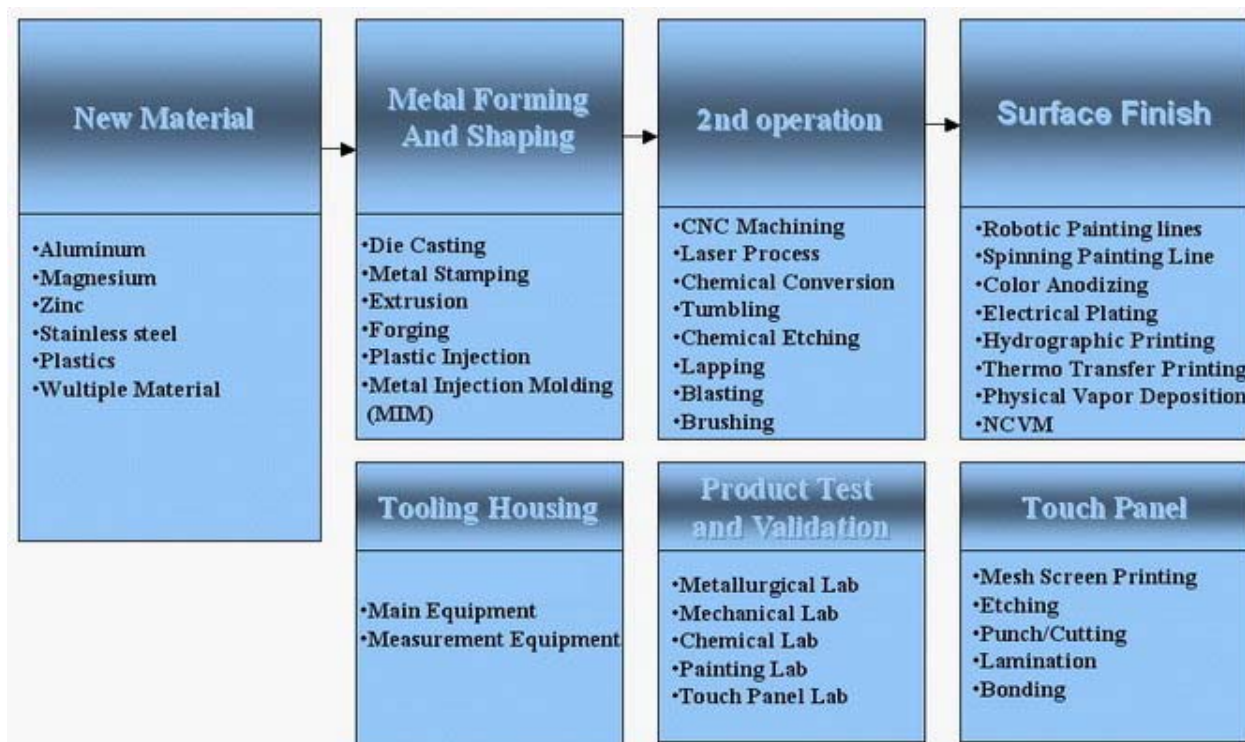 New Material
•Aluminum
•Magnesium
•Zinc
•Stainless steel
•Plastics
•Wultiple Material
Metal Forming
And Shaping
•Die Casting
•Metal Stamping
•Extrusion
•Forging
•Plastic Injection
•Metal Injection Molding
(MIM)
2nd operation
•CNC Machining
•Laser Process
•Chemical Conversion
•Tumbling
•Chemical Etching
•Lapping
•Blasting
•Brushing
Surface Finish
•Robotic Painting lines
•Spinning Painting Line
•Color Anodizing
•Electrical Plating
•Hydrographic Printing
•Thermo Transfer Printing
•Physical Vapor Deposition
•NCVM
Tooling Housing
•Main Equipment
•Measurement Equipment
Product Test
and Validation
•Metallurgical Lab
•Mechanical Lab
•Chemical Lab
•Painting Lab
•Touch Panel Lab
Touch Panel
•Mesh Screen Printing
•Etching
•Punch/Cutting
•Lamination
•Bonding